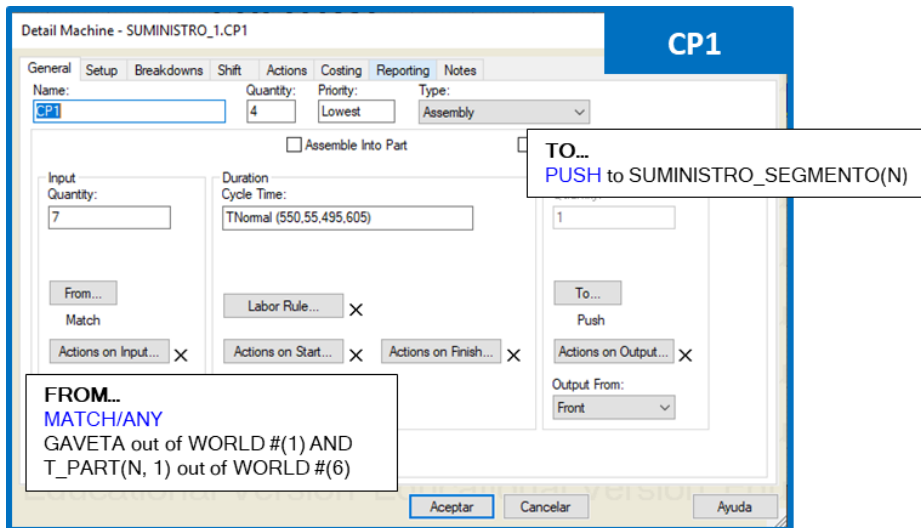 Detail Machine - SUMINISTRO_1.CP1
CP1
General Setup Breakdowns Shift Actions Costing Reporting Notes
Name: Quantity: Priority: Type:
CP1 4 Lowest Assembly
Assemble Into Part
TO...
PUSH to SUMINISTRO_SEGMENTO(N)
Input Duration
Quantity: Cycle Time:
7 TNormal (550,55,495,605) 1
From... Labor Rule... To...
Match Push
Actions on Input... Actions on Start... Actions on Finish... Actions on Output...
Output From:
Front
FROM...
MATCH/ANY
GAVETA out of WORLD #(1) AND
T_PART(N, 1) out of WORLD #(6)
Aceptar Cancelar Ayuda